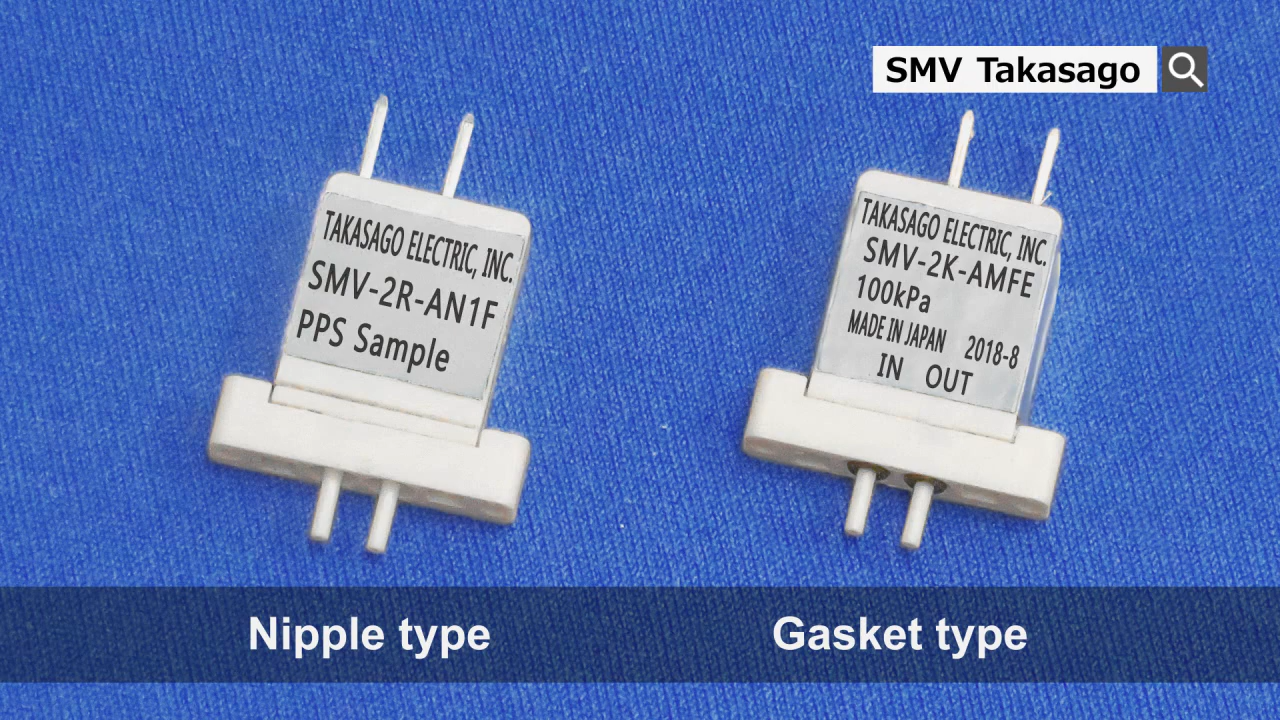 SMV Takasago
TAKASAGO ELECTRIC, INC.
SMV-2R-AN1F
PPS Sample
TAKASAGO ELECTRIC, INC.
SMV-2K-AMFE
100kPa
MADE IN JAPAN 2018-8
IN OUT
Nipple type
Gasket type